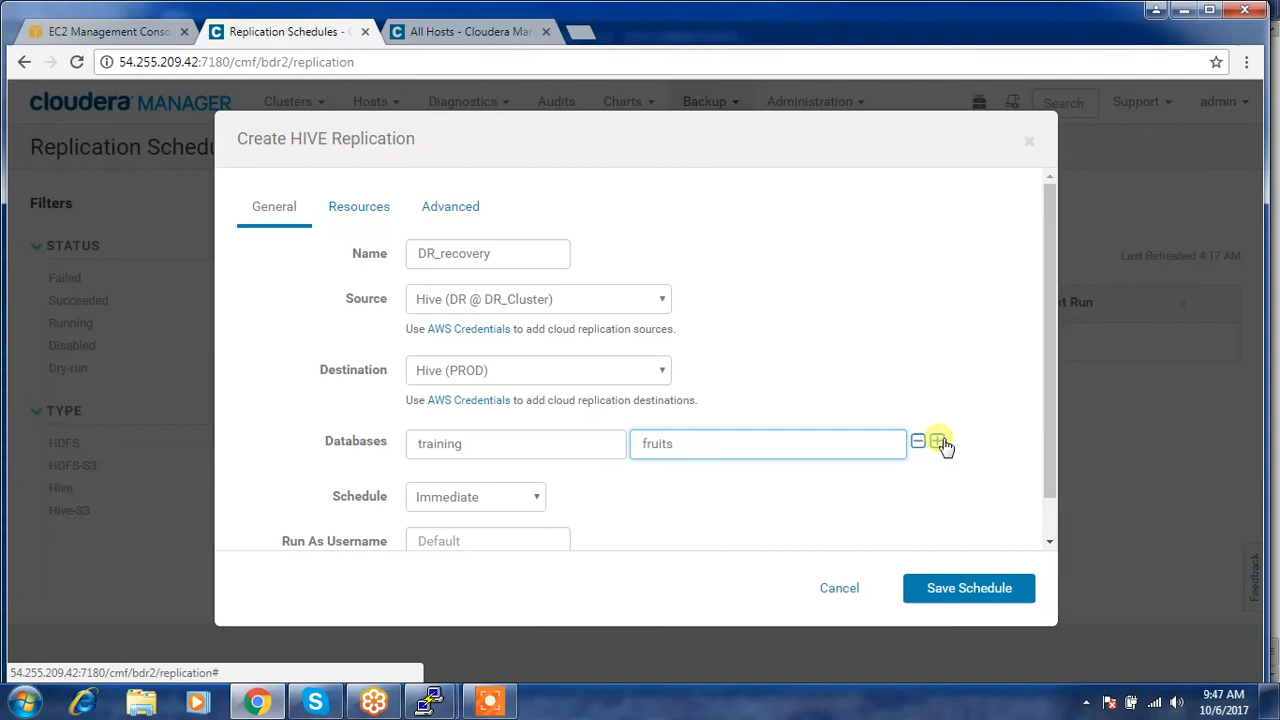 EC2 Management Conso
Replication Schedules - C
All Hosts - Cloudera Man
54.255.209.42:7180/cmf/bdr2/replication
cloudera MANAGER
Clusters
Hosts
Diagnostics
Audits
Charts
Backup
Administration
Search
Support
admin
Replication Schedu
Create HIVE Replication
Filters
STATUS
Failed
Succeeded
Running
Disabled
Dry-run
TYPE
HDFS
HDFS-S3
Hive
Hive-S3
General
Resources
Advanced
Name
DR_recovery
Source
Hive (DR @ DR_Cluster)
Use AWS Credentials to add cloud replication sources.
Destination
Hive (PROD)
Use AWS Credentials to add cloud replication destinations.
Databases
training
fruits
Schedule
Immediate
Run As Username
Default
Cancel
Save Schedule
Last Refreshed 4:17 AM
xt Run
Feedback
54.255.209.42:7180/cmf/bdr2/replication#
9:47 AM
10/6/2017